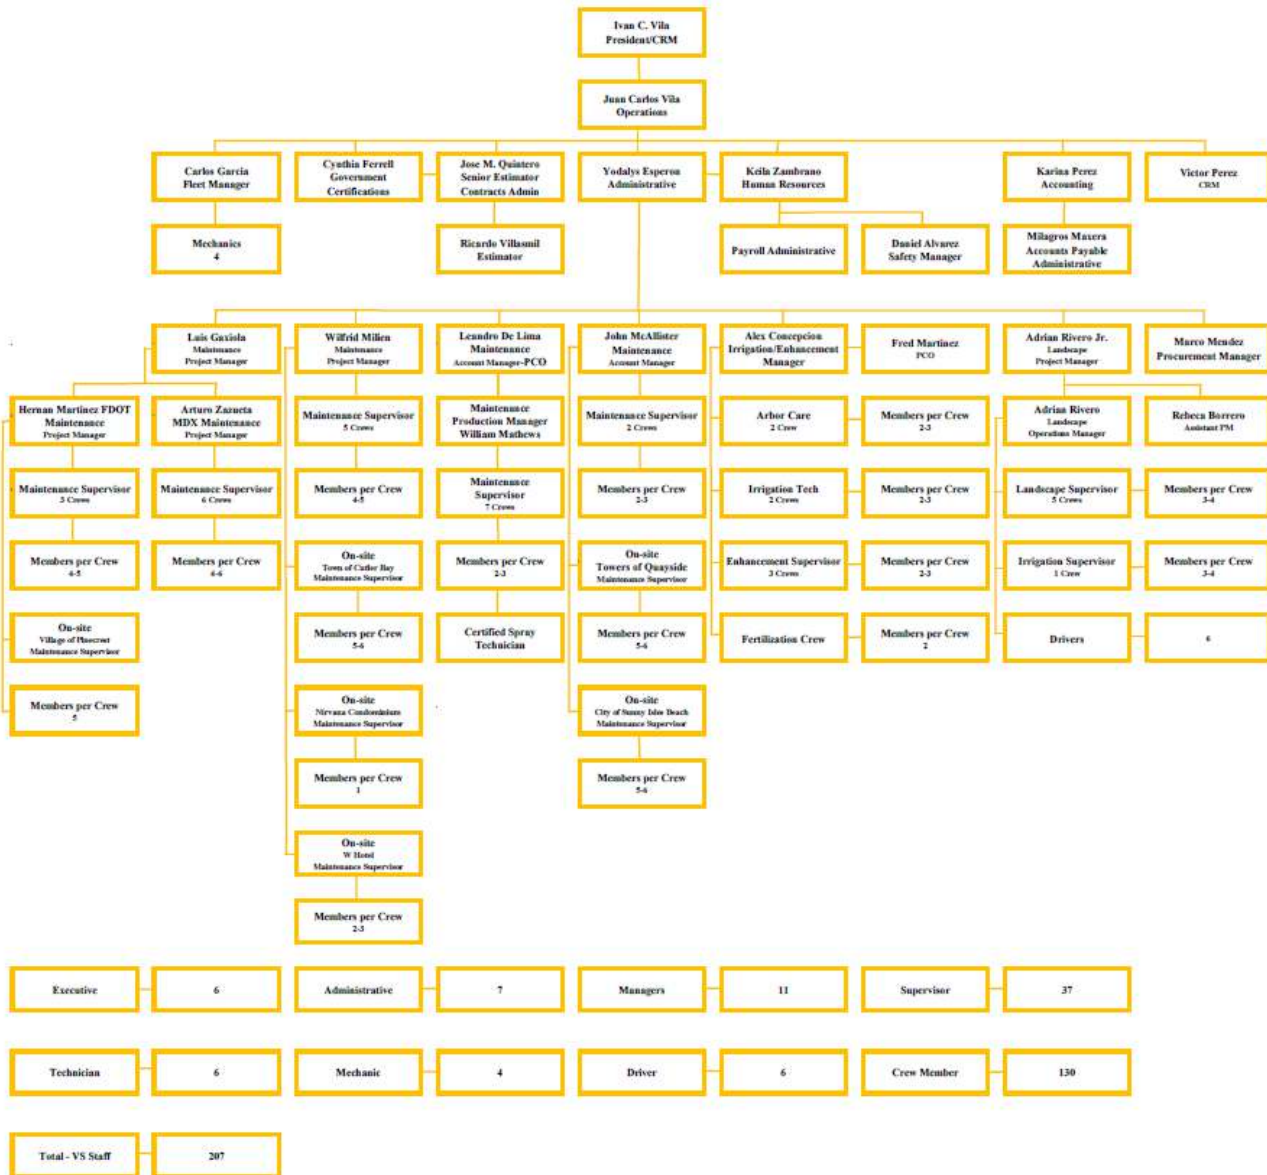 Ivan C. Vila
President/CRM
Juan Carlos Vila
Operations
Carlos Garcia
Fleet Manager
Cynthia Ferrell
Government
Certifications
Jose M. Quintero
Senior Estimator
Contracts Admin
Yodalys Esperon
Administrative
Keila Zambrano
Human Resources
Karina Perez
Accounting
Victor Perez
CRM
Mechanics
4
Ricardo Villasmil
Estimator
Payroll Administrative
Daniel Alvarez
Safety Manager
Milagros Maxera
Accounts Payable
Administrative
Luis Gaxiola
Maintenance
Project Manager
Wilfrid Milien
Maintenance
Project Manager
Leandro De Lima
Maintenance
Account Manager-PCO
John McAllister
Maintenance
Account Manager
Alex Concepcion
Irrigation/Enhancement
Manager
Fred Martinez
PCO
Adrian Rivero Jr.
Landscape
Project Manager
Marco Mendez
Procurement Manager
Hernan Martinez FDOT
Maintenance
Project Manager
Arturo Zazueta
MDX Maintenance
Project Manager
Maintenance Supervisor
5 Crews
Maintenance
Production Manager
William Mathews
Maintenance Supervisor
2 Crews
Arbor Care
2 Crew
Members per Crew
2-3
Adrian Rivero
Landscape
Operations Manager
Rebeca Borrero
Assistant PM
Maintenance Supervisor
3 Crews
Maintenance Supervisor
6 Crews
Members per Crew
4-5
Maintenance
Supervisor
7 Crews
Members per Crew
2-3
Irrigation Tech
2 Crews
Members per Crew
2-3
Landscape Supervisor
5 Crews
Members per Crew
3-4
Members per Crew
4-5
Members per Crew
4-6
On-site
Town of Cutler Bay
Maintenance Supervisor
Members per Crew
2-3
On-site
Towers of Quayside
Maintenance Supervisor
Enhancement Supervisor
3 Crews
Members per Crew
2-3
Irrigation Supervisor
1 Crew
Members per Crew
3-4
On-site
Village of Pinecrest
Maintenance Supervisor
Members per Crew
5-6
Certified Spray
Technician
Members per Crew
5-6
Fertilization Crew
Members per Crew
2
Drivers
6
Members per Crew
5
On-site
Nirvana Condominium
Maintenance Supervisor
On-site
City of Sunny Isles Beach
Maintenance Supervisor
Members per Crew
1
Members per Crew
5-6
On-site
W Hotel
Maintenance Supervisor
Members per Crew
2-3
Executive
6
Administrative
7
Managers
11
Supervisor
37
Technician
6
Mechanic
4
Driver
6
Crew Member
130
Total - VS Staff
207